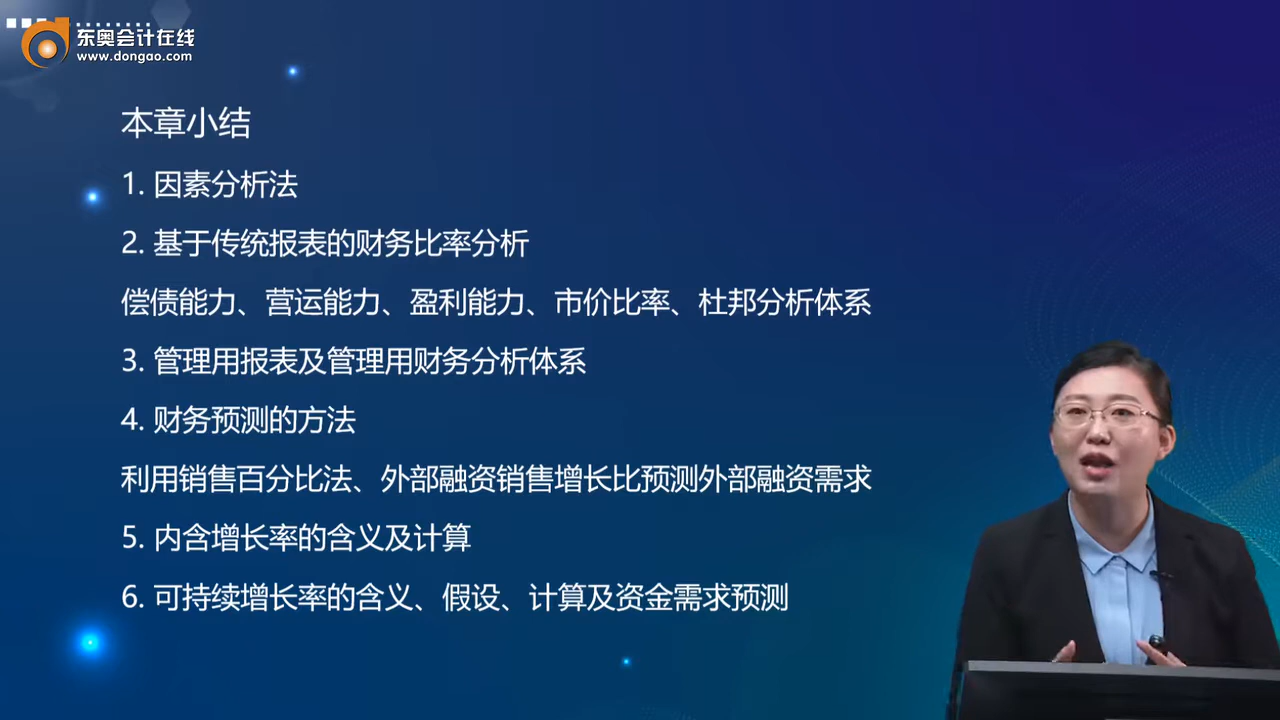 东奥会计在线
www.dongao.com
本章小结
1. 因素分析法
2. 基于传统报表的财务比率分析
偿债能力、营运能力、盈利能力、市价比率、杜邦分析体系
3. 管理用报表及管理用财务分析体系
4. 财务预测的方法
利用销售百分比法、外部融资销售增长比预测外部融资需求
5. 内含增长率的含义及计算
6. 可持续增长率的含义、假设、计算及资金需求预测